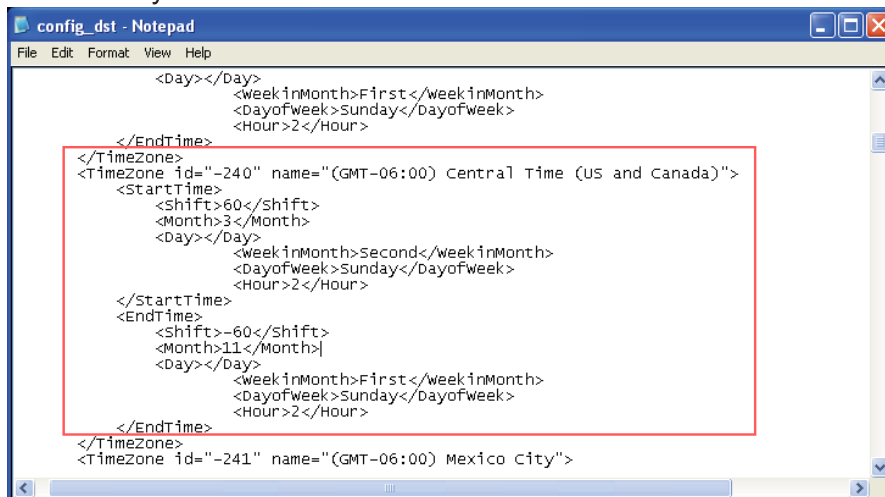 config_dst - Notepad
File Edit Format View Help
<Day></Day>
<WeekinMonth>First</WeekinMonth>
<DayofWeek>Sunday</DayofWeek>
<Hour>2</Hour>
</EndTime>
</TimeZone>
<TimeZone id="-240" name="(GMT-06:00) Central Time (US and Canada)">
<StartTime>
<Shift>60</Shift>
<Month>3</Month>
<Day></Day>
<WeekinMonth>Second</WeekinMonth>
<DayofWeek>Sunday</DayofWeek>
<Hour>2</Hour>
</StartTime>
<EndTime>
<Shift>-60</Shift>
<Month>11</Month>
<Day></Day>
<WeekinMonth>First</WeekinMonth>
<DayofWeek>Sunday</DayofWeek>
<Hour>2</Hour>
</EndTime>
</TimeZone>
<TimeZone id="-241" name="(GMT-06:00) Mexico City">